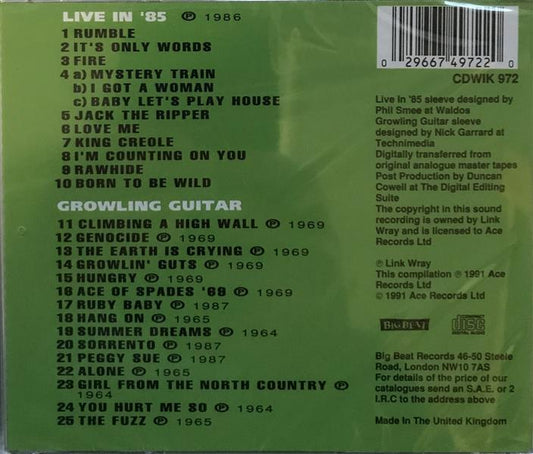 LIVE IN '85 ℗ 1986
1 RUMBLE
2 IT'S ONLY WORDS
3 FIRE
4 a) MYSTERY TRAIN
b) I GOT A WOMAN
c) BABY LET'S PLAY HOUSE
5 JACK THE RIPPER
6 LOVE ME
7 KING CREOLE
8 I'M COUNTING ON YOU
9 RAWHIDE
10 BORN TO BE WILD
GROWLING GUITAR
11 CLIMBING A HIGH WALL ℗ 1969
12 GENOCIDE ℗ 1969
13 THE EARTH IS CRYING ℗ 1969
14 GROWLIN' GUTS ℗ 1969
15 HUNGRY ℗ 1969
16 ACE OF SPADES '69 ℗ 1969
17 RUBY BABY ℗ 1987
18 HANG ON ℗ 1965
19 SUMMER DREAMS ℗ 1964
20 SORRENTO ℗ 1987
21 PEGGY SUE ℗ 1987
22 ALONE ℗ 1965
23 GIRL FROM THE NORTH COUNTRY ℗
1964
24 YOU HURT ME SO ℗ 1964
25 THE FUZZ ℗ 1965
0 29667 49722 0
CDWIK 972
Live In '85 sleeve designed by
Phil Smee at Waldos
Growling Guitar sleeve
designed by Nick Garrard at
Technimedia
Digitally transferred from
original analogue master tapes
Post Production by Duncan
Cowell at The Digital Editing
Suite
The copyright in this sound
recording is owned by Link
Wray and is licensed to Ace
Records Ltd
℗ Link Wray
This compilation ℗ 1991 Ace
Records Ltd
© 1991 Ace Records Ltd
BIG BEAT
COMPACT disc DIGITAL AUDIO
Big Beat Records 46-50 Steele
Road, London NW10 7AS
For details of the price of our
catalogues send an S.A.E. or 2
I.R.C to the address above
Made In The United Kingdom